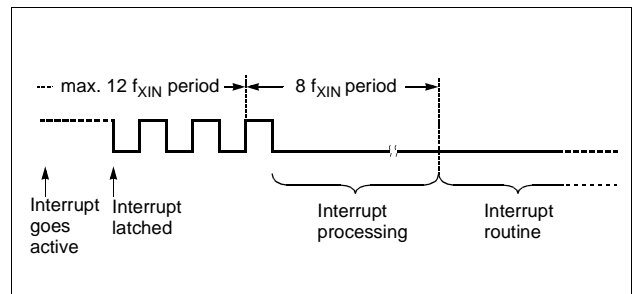 max. 12 fXIN period
8 fXIN period
Interrupt
goes
active
Interrupt
latched
Interrupt
processing
Interrupt
routine